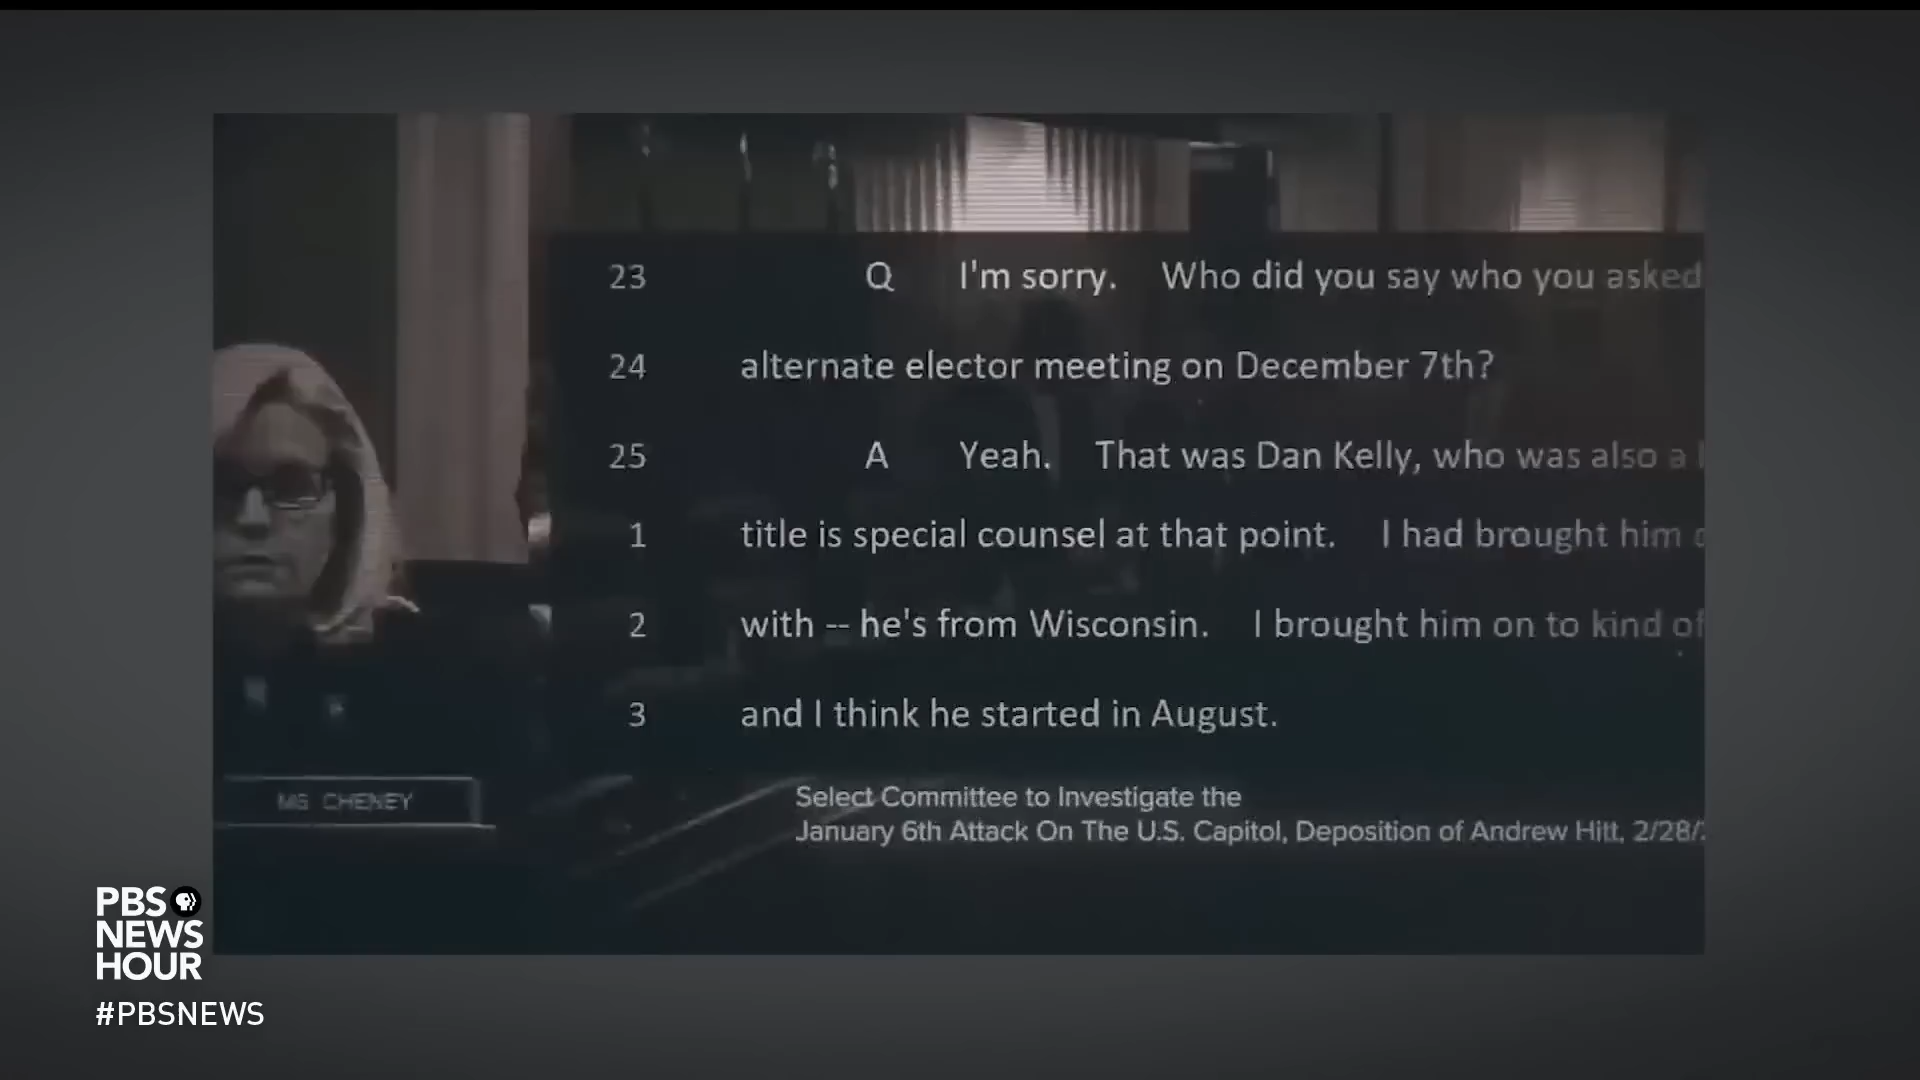 23 Q I'm sorry. Who did you say who you asked
24 alternate elector meeting on December 7th?
25 A Yeah. That was Dan Kelly, who was also a
1 title is special counsel at that point. I had brought him
2 with -- he's from Wisconsin. I brought him on to kind of
3 and I think he started in August.
MS CHENEY
Select Committee to Investigate the
January 6th Attack On The U.S. Capitol, Deposition of Andrew Hitt, 2/28/
PBS
NEWS
HOUR
#PBSNEWS